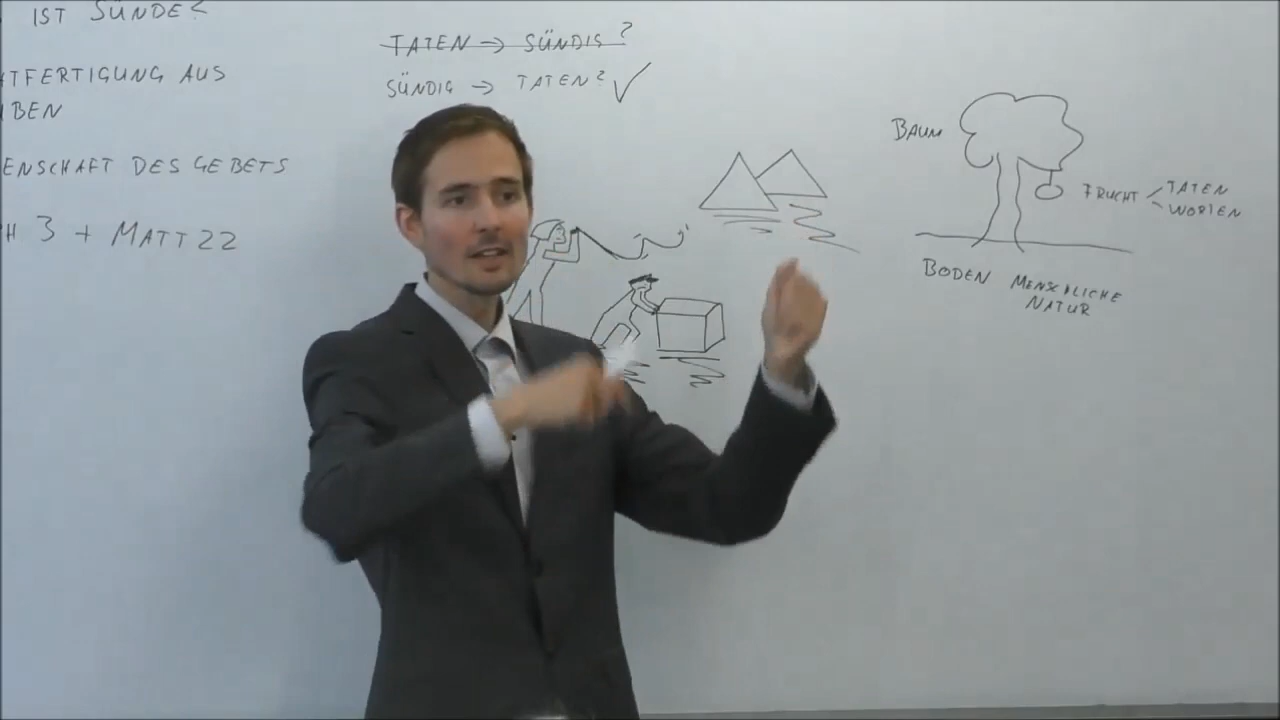 IST SÜNDE?
TFERTIGUNG AUS
BEN
ENSCHAFT DES GEBETS
H 3 + MATT 22
TATEN → SÜNDIG?
SÜNDIG → TATEN? ✓
BAUM
FRUCHT
TATEN
WORTEN
BODEN
MENSCHLICHE
NATUR